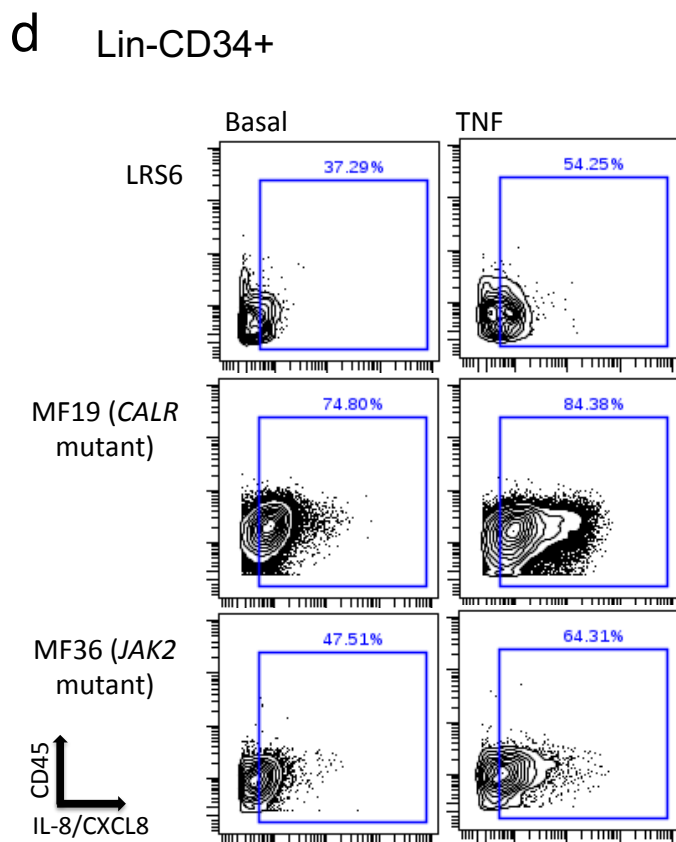 d Lin-CD34+
Basal TNF
LRS6
37.29% 54.25%
MF19 (CALR
mutant)
74.80% 84.38%
MF36 (JAK2
mutant)
47.51% 64.31%
CD45
IL-8/CXCL8